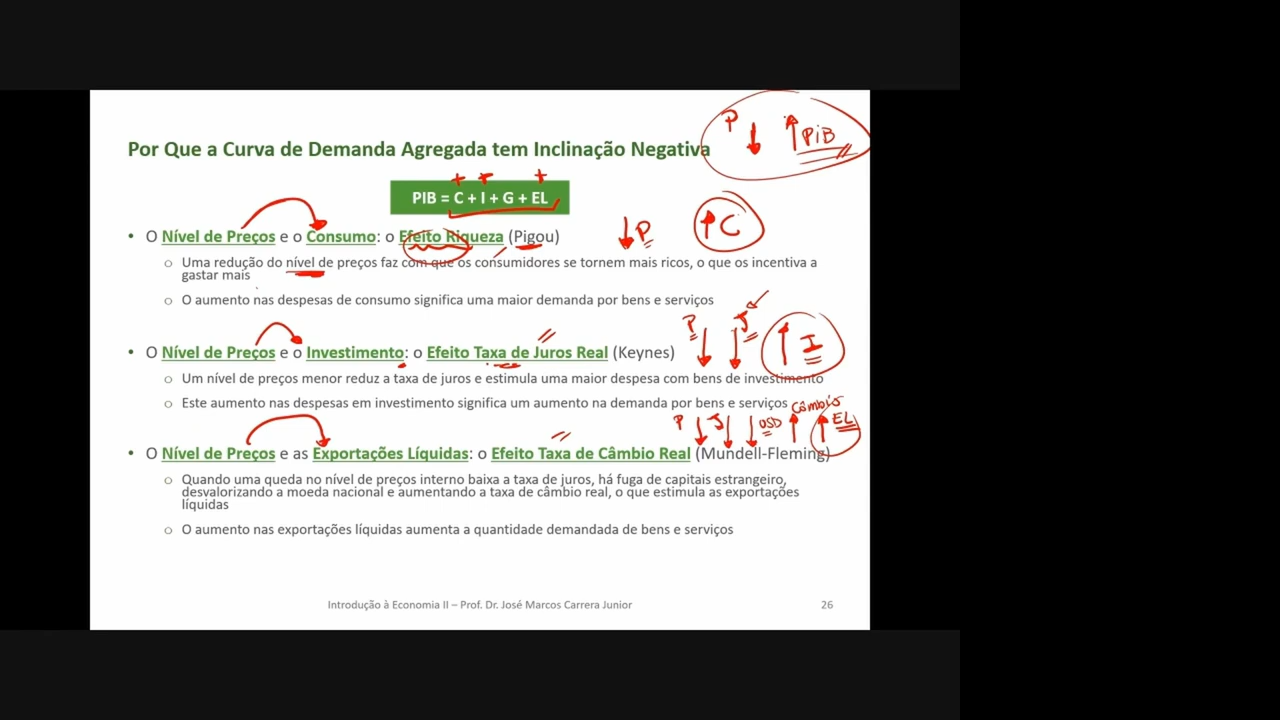 Por Que a Curva de Demanda Agregada tem Inclinação Negativa
P ↓ ↑ PiB
PIB = C + I + G + EL
+ + +
• O Nível de Preços e o Consumo: o Efeito Riqueza (Pigou)
↓ P ↑ C
o Uma redução do nível de preços faz com que os consumidores se tornem mais ricos, o que os incentiva a
gastar mais
o O aumento nas despesas de consumo significa uma maior demanda por bens e serviços
• O Nível de Preços e o Investimento: o Efeito Taxa de Juros Real (Keynes)
P ↓ ↓ J ↑ I
o Um nível de preços menor reduz a taxa de juros e estimula uma maior despesa com bens de investimento
o Este aumento nas despesas em investimento significa um aumento na demanda por bens e serviços
P ↓ J ↓ ↓ USD ↑ Câmbio ↑ EL
• O Nível de Preços e as Exportações Líquidas: o Efeito Taxa de Câmbio Real (Mundell-Fleming)
o Quando uma queda no nível de preços interno baixa a taxa de juros, há fuga de capitais estrangeiro,
desvalorizando a moeda nacional e aumentando a taxa de câmbio real, o que estimula as exportações
líquidas
o O aumento nas exportações líquidas aumenta a quantidade demandada de bens e serviços
Introdução à Economia II – Prof. Dr. José Marcos Carrera Junior
26